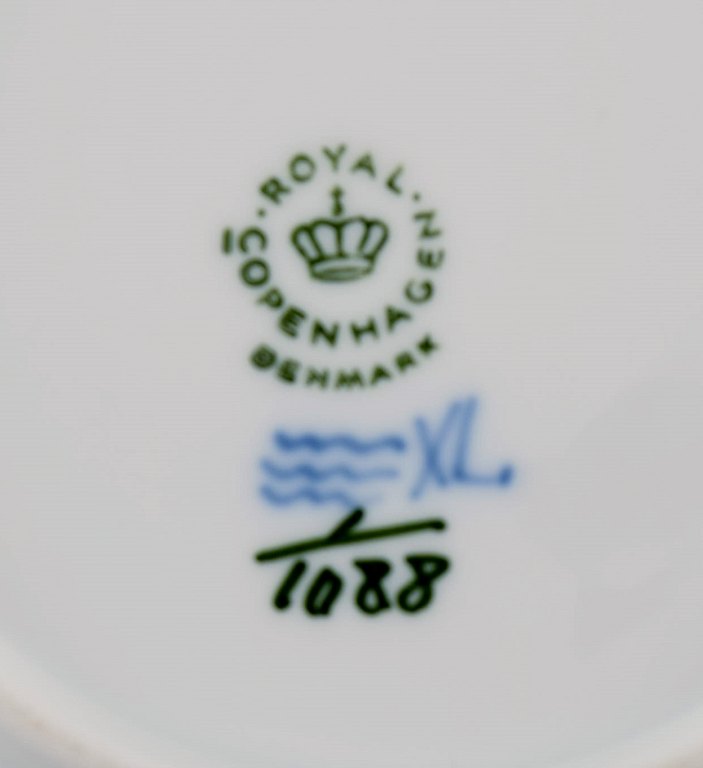 ROYAL
COPENHAGEN
DENMARK
XL.
1
1088